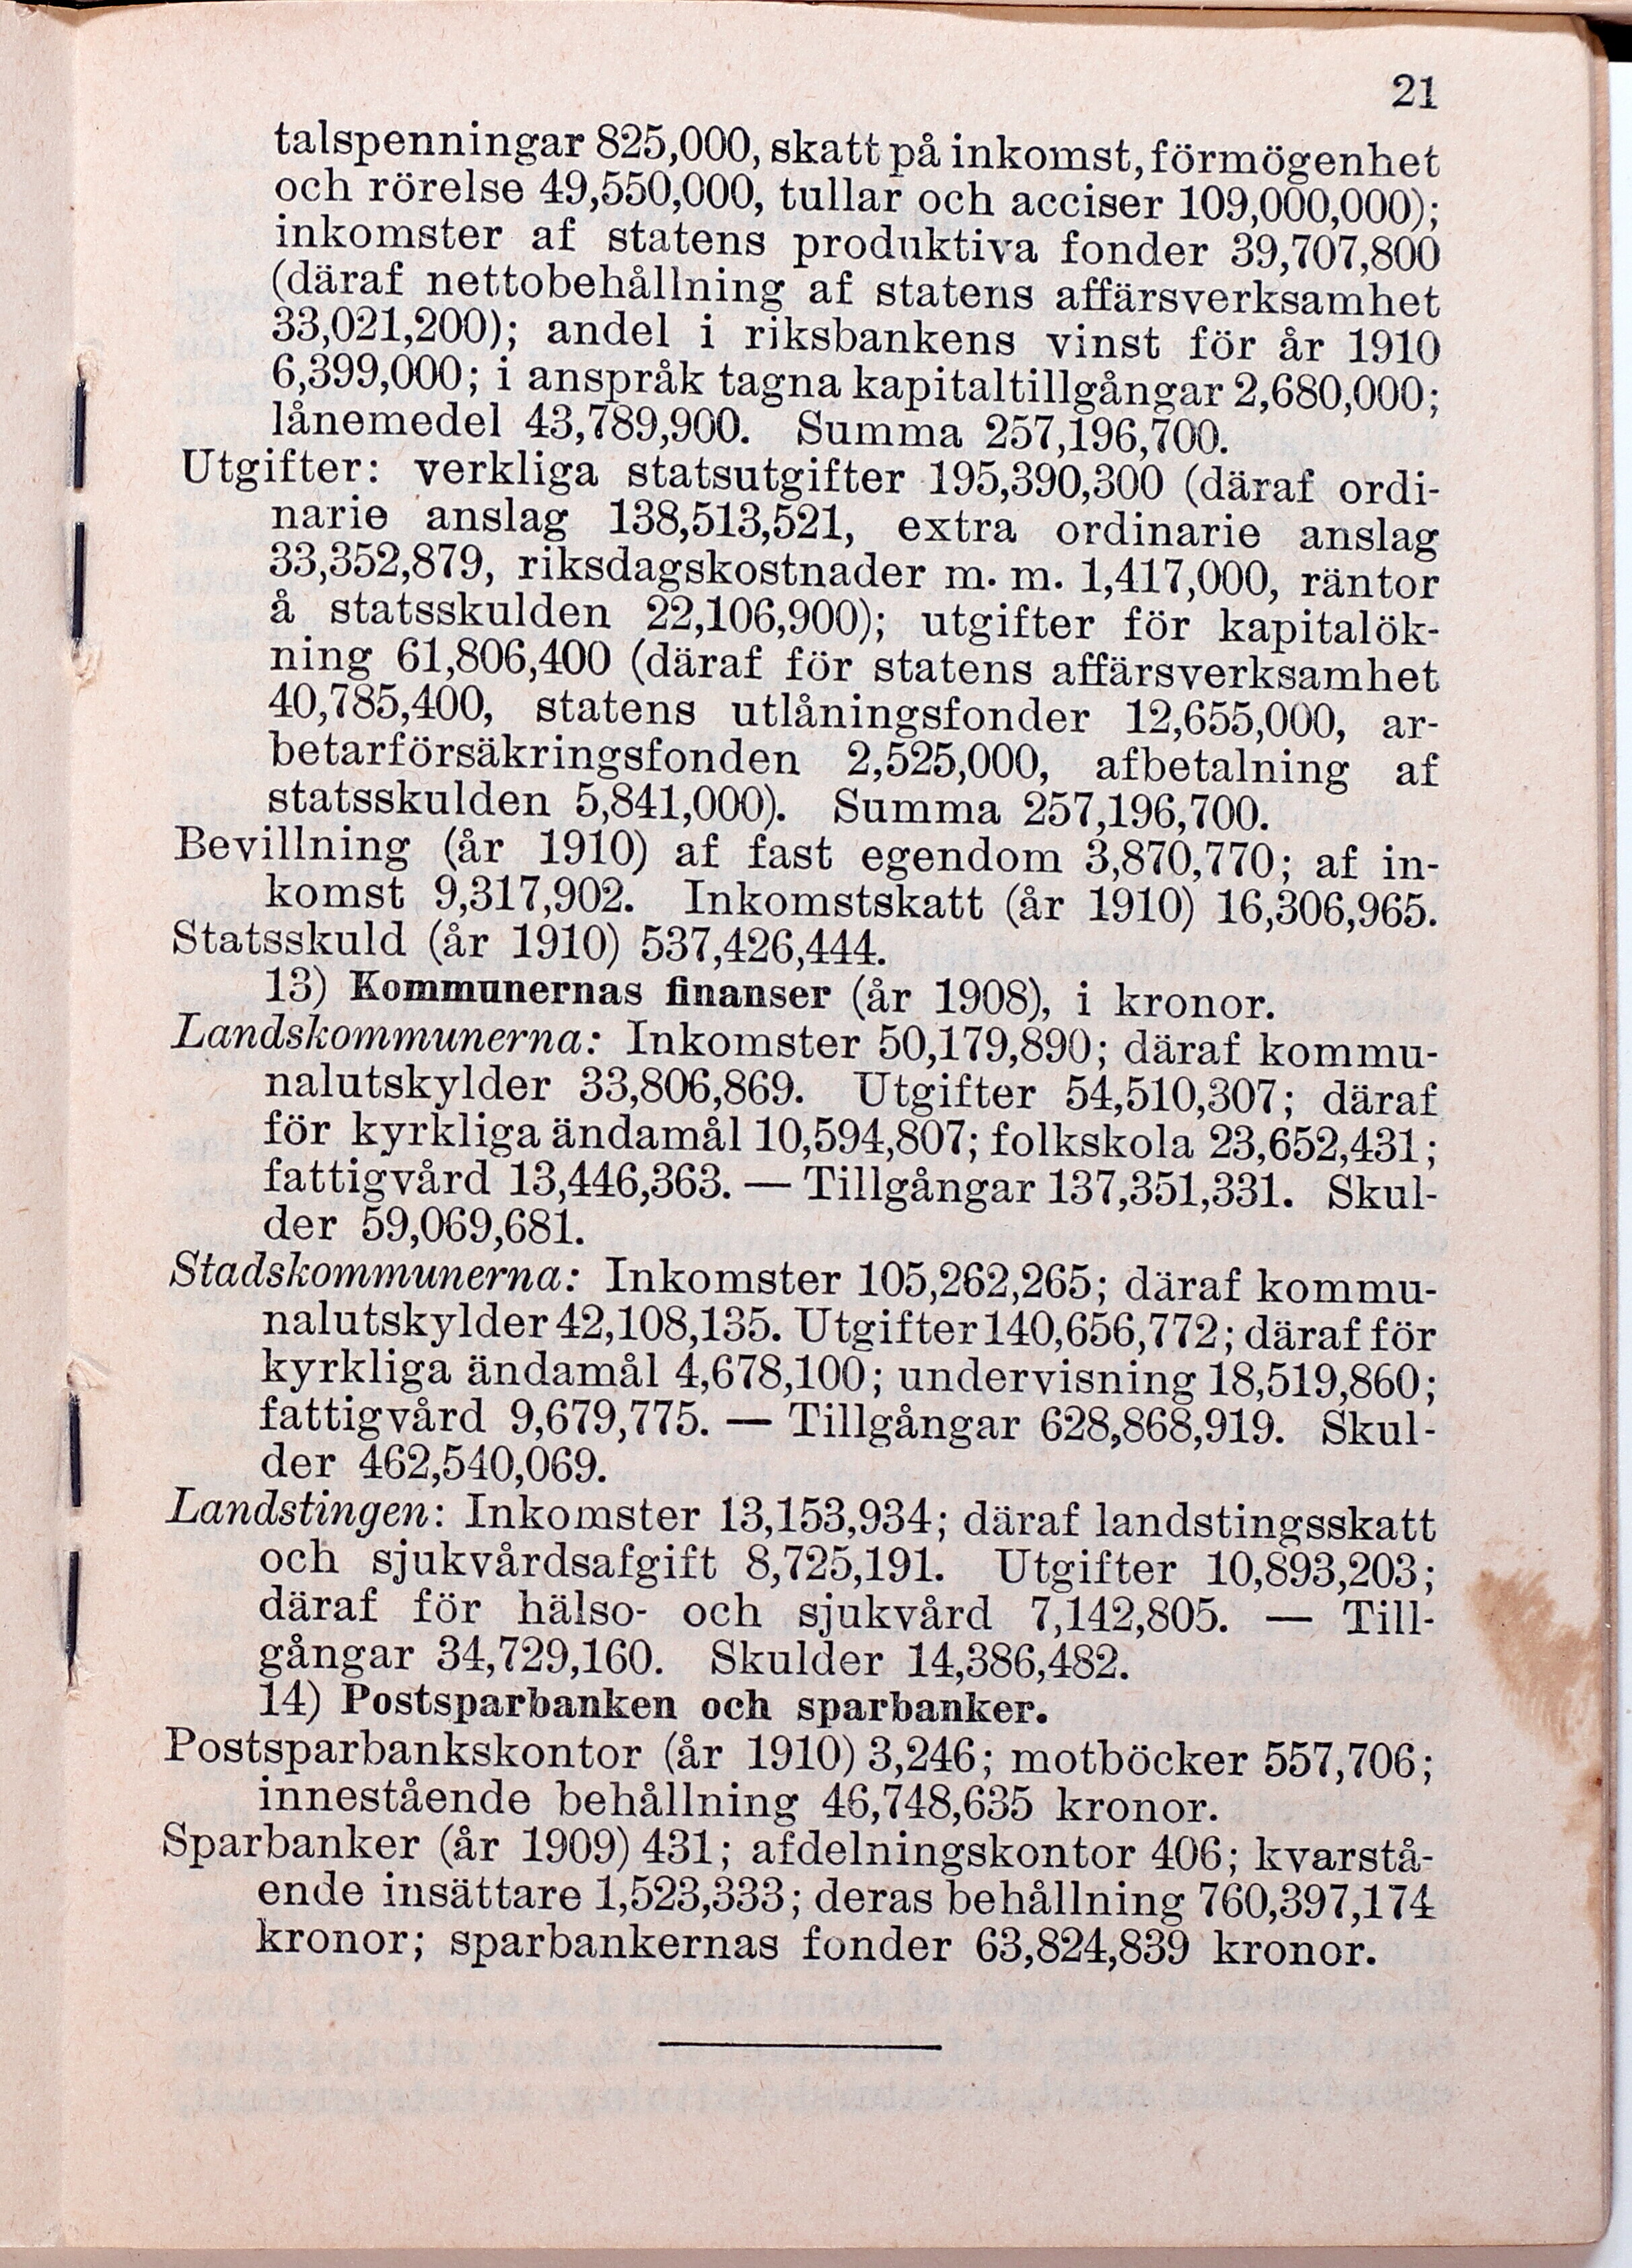 21
talspenningar 825,000, skatt på inkomst, förmögenhet
och rörelse 49,550,000, tullar och acciser 109,000,000);
inkomster af statens produktiva fonder 39,707,800
(däraf nettobehållning af statens affärsverksamhet
33,021,200); andel i riksbankens vinst för år 1910
6,399,000; i anspråk tagna kapitaltillgångar 2,680,000;
lånemedel 43,789,900. Summa 257,196,700.
Utgifter: verkliga statsutgifter 195,390,300 (däraf ordi-
narie anslag 138,513,521, extra ordinarie anslag
33,352,879, riksdagskostnader m. m. 1,417,000, räntor
å statsskulden 22,106,900); utgifter för kapitalök-
ning 61,806,400 (däraf för statens affärsverksamhet
40,785,400, statens utlåningsfonder 12,655,000, ar-
betarförsäkringsfonden 2,525,000, afbetalning af
statsskulden 5,841,000). Summa 257,196,700.
Bevillning (år 1910) af fast egendom 3,870,770; af in-
komst 9,317,902. Inkomstskatt (år 1910) 16,306,965.
Statsskuld (år 1910) 537,426,444.
13) Kommunernas finanser (år 1908), i kronor.
Landskommunerna: Inkomster 50,179,890; däraf kommu-
nalutskylder 33,806,869. Utgifter 54,510,307; däraf
för kyrkliga ändamål 10,594,807; folkskola 23,652,431;
fattigvård 13,446,363. — Tillgångar 137,351,331. Skul-
der 59,069,681.
Stadskommunerna: Inkomster 105,262,265; däraf kommu-
nalutskylder 42,108,135. Utgifter 140,656,772; däraf för
kyrkliga ändamål 4,678,100; undervisning 18,519,860;
fattigvård 9,679,775. — Tillgångar 628,868,919. Skul-
der 462,540,069.
Landstingen: Inkomster 13,153,934; däraf landstingsskatt
och sjukvårdsafgift 8,725,191. Utgifter 10,893,203;
däraf för hälso- och sjukvård 7,142,805. — Till-
gångar 34,729,160. Skulder 14,386,482.
14) Postsparbanken och sparbanker.
Postsparbankskontor (år 1910) 3,246; motböcker 557,706;
innestående behållning 46,748,635 kronor.
Sparbanker (år 1909) 431; afdelningskontor 406; kvarstå-
ende insättare 1,523,333; deras behållning 760,397,174
kronor; sparbankernas fonder 63,824,839 kronor.